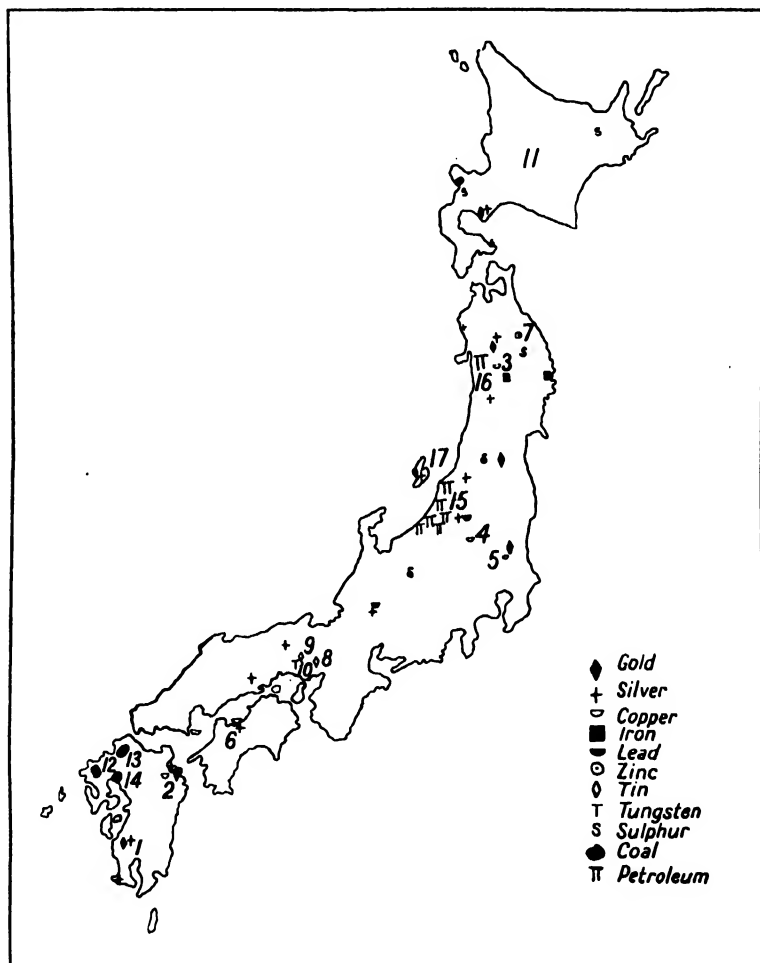 11
7
3
16
17
15
4
5
9
8
10
6
13
12
14
2
1
Gold
Silver
Copper
Iron
Lead
Zinc
Tin
T Tungsten
S Sulphur
Coal
Petroleum
S
S
S
S
S
T